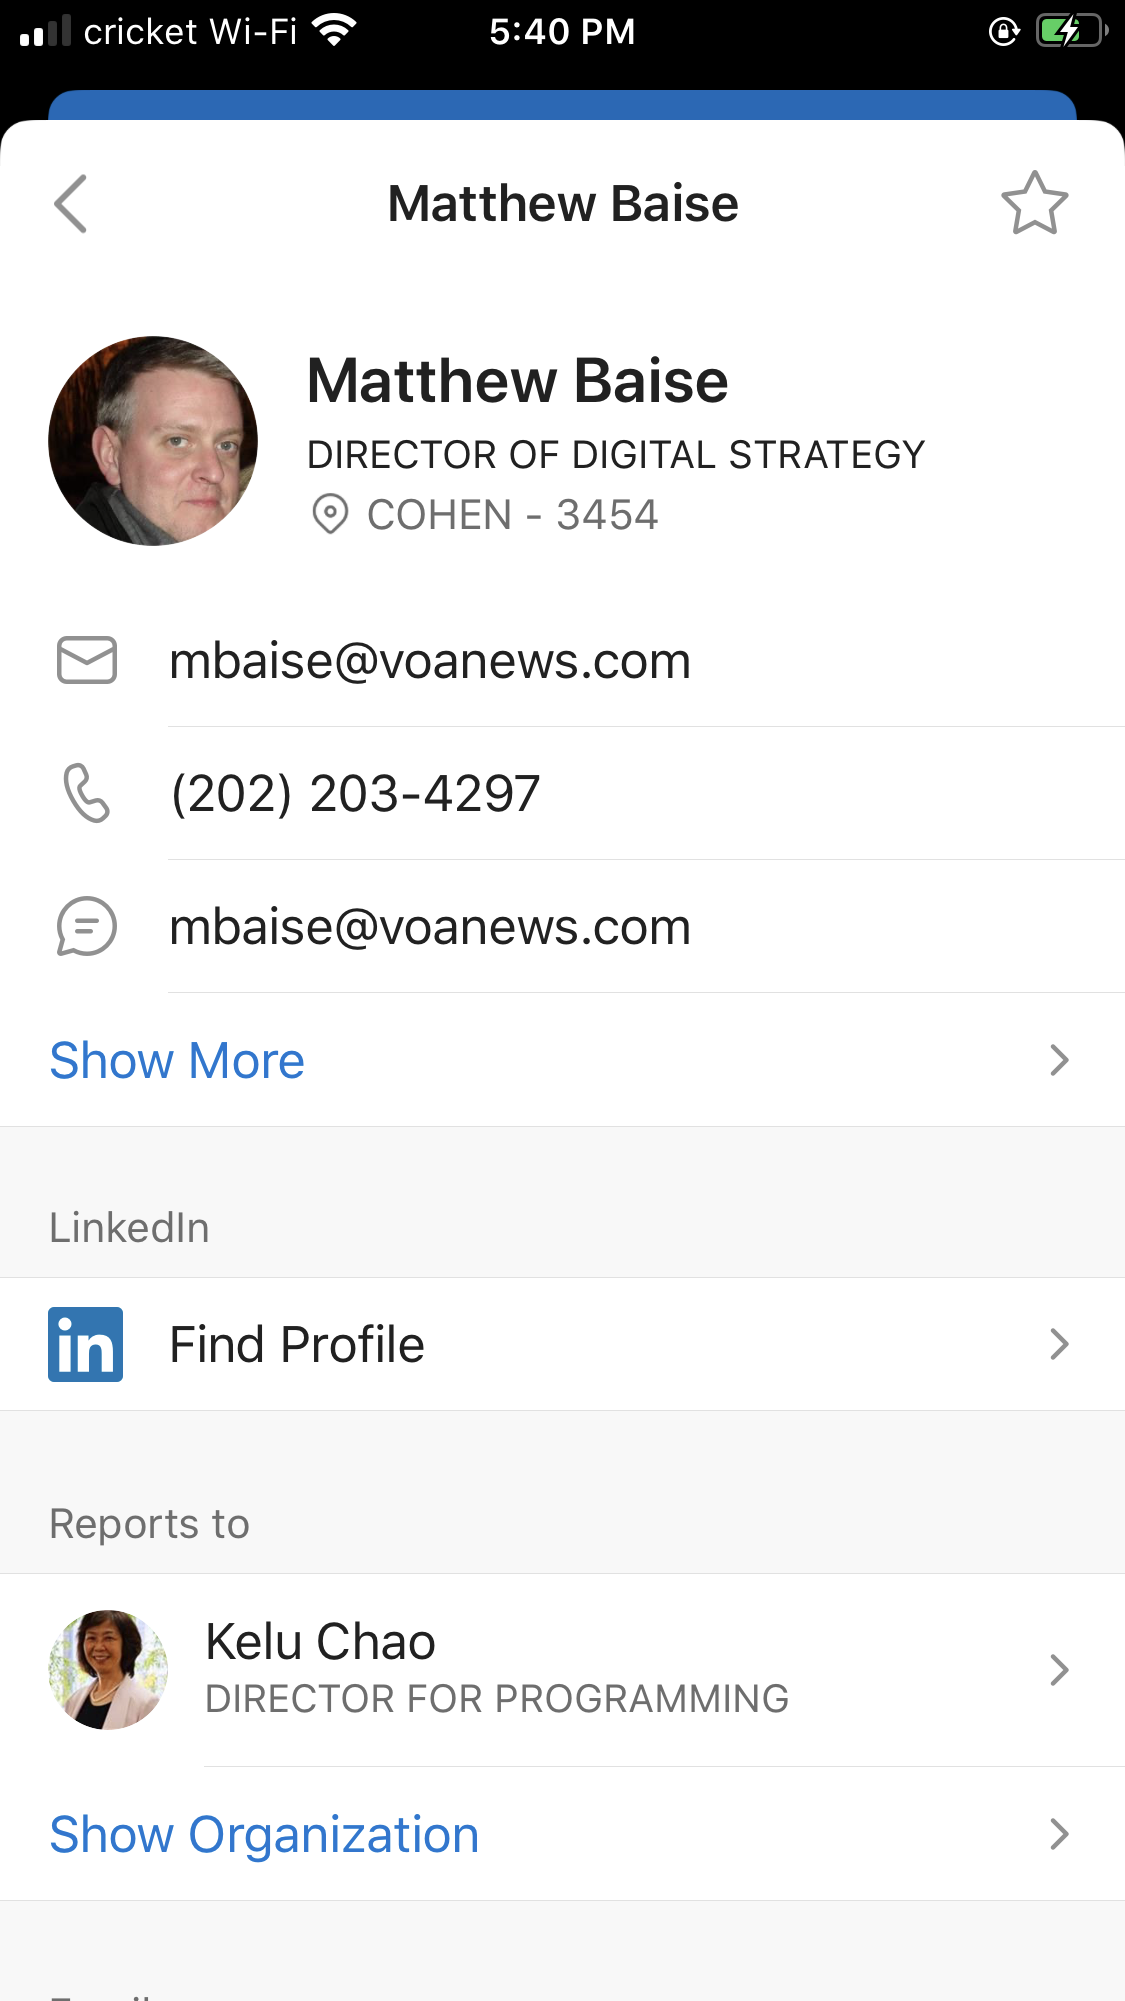 cricket Wi-Fi 5:40 PM
Matthew Baise
Matthew Baise
DIRECTOR OF DIGITAL STRATEGY
COHEN - 3454
mbaise@voanews.com
(202) 203-4297
mbaise@voanews.com
Show More
LinkedIn
in Find Profile
Reports to
Kelu Chao
DIRECTOR FOR PROGRAMMING
Show Organization